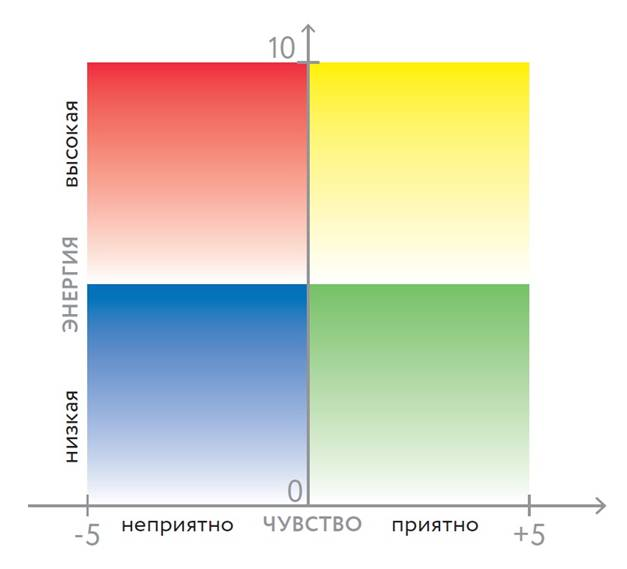 10
высокая
ЭНЕРГИЯ
низкая
0
-5
неприятно
ЧУВСТВО
приятно
+5